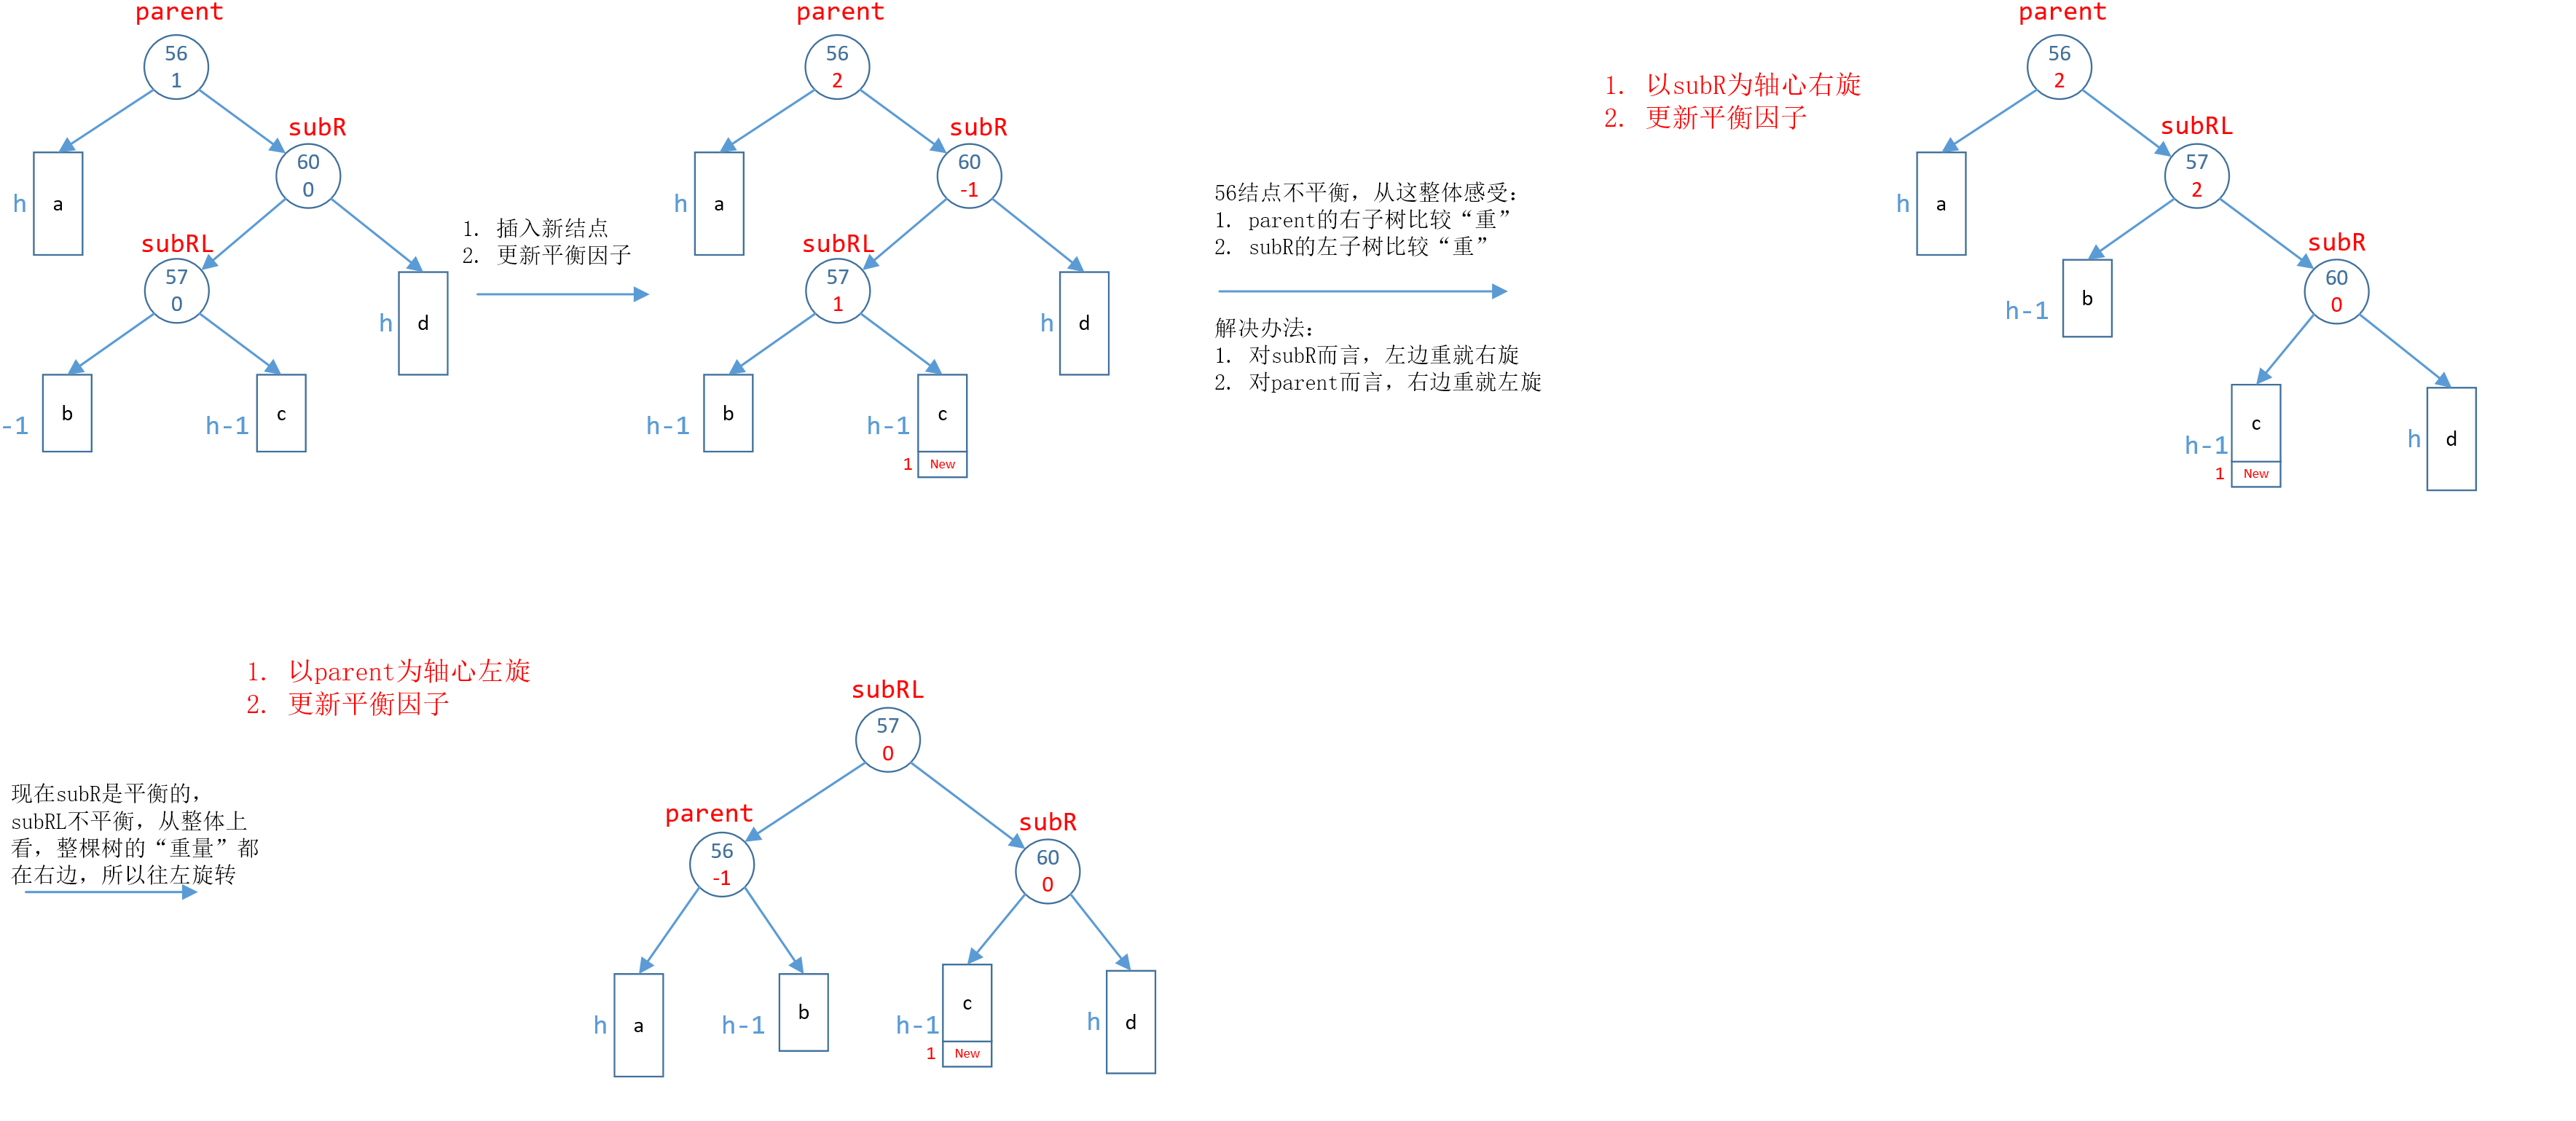 parent
56
1
subR
60
0
h
a
subRL
57
0
h
d
-1
b
h-1
c
1. 插入新结点
2. 更新平衡因子
parent
56
2
subR
60
-1
h
a
subRL
57
1
h
d
h-1
b
h-1
c
1
New
56结点不平衡，从这整体感受：
1. parent的右子树比较“重”
2. subR的左子树比较“重”
解决办法：
1. 对subR而言，左边重就右旋
2. 对parent而言，右边重就左旋
1. 以subR为轴心右旋
2. 更新平衡因子
parent
56
2
subRL
57
2
h
a
subR
60
0
h-1
b
h-1
c
1
New
h
d
1. 以parent为轴心左旋
2. 更新平衡因子
现在subR是平衡的，
subRL不平衡，从整体上
看，整棵树的“重量”都
在右边，所以往左旋转
subRL
57
0
parent
56
-1
subR
60
0
h
a
h-1
b
h-1
c
1
New
h
d